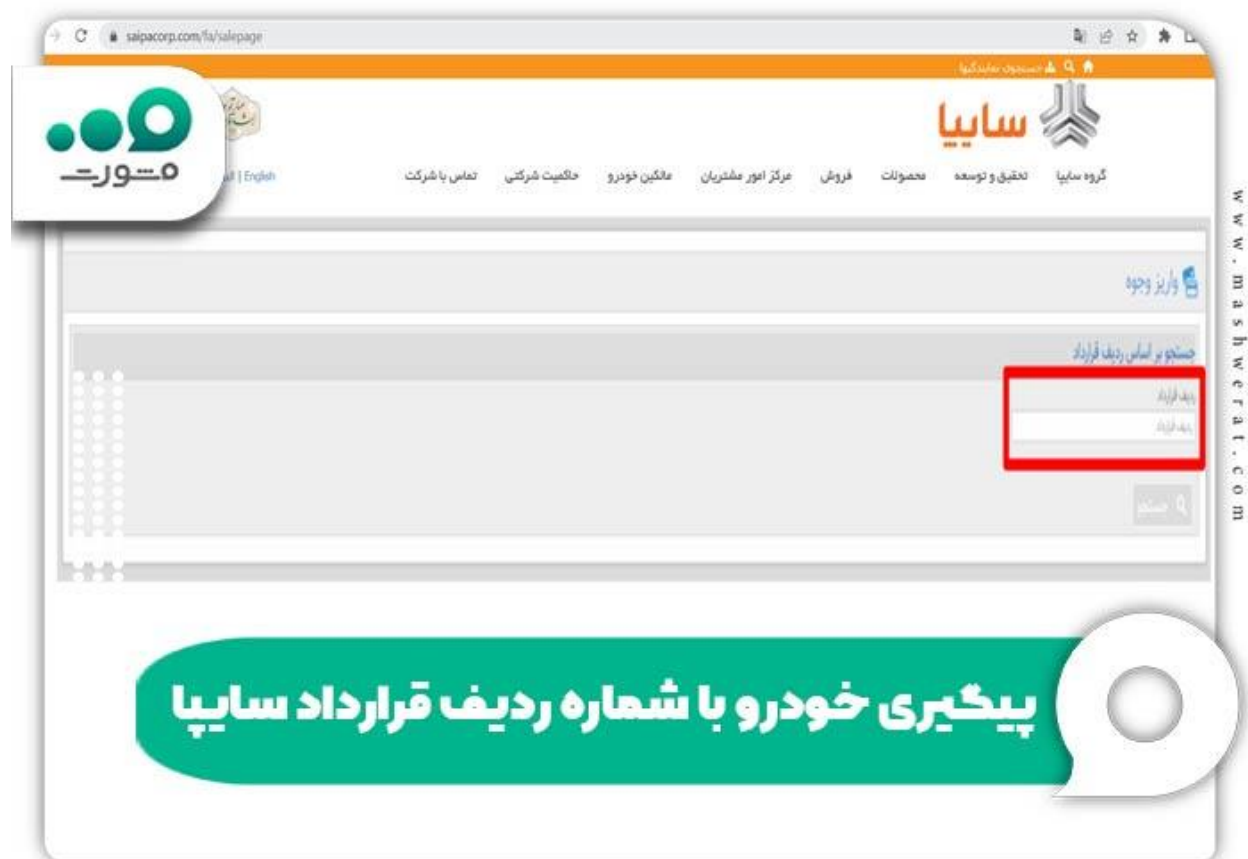 saipacorp.com/fa/salepage
جستجوی نمایندگیها
سایپا
مشورت
گروه سایپا تحقیق و توسعه محصولات فروش مرکز امور مشتریان مالکین خودرو حاکمیت شرکتی تماس با شرکت
English |
واریز وجوه
جستجو بر اساس ردیف قرارداد
ردیف قرارداد
ردیف قرارداد
جستجو
پیگیری خودرو با شماره ردیف قرارداد سایپا
www.mashwerat.com